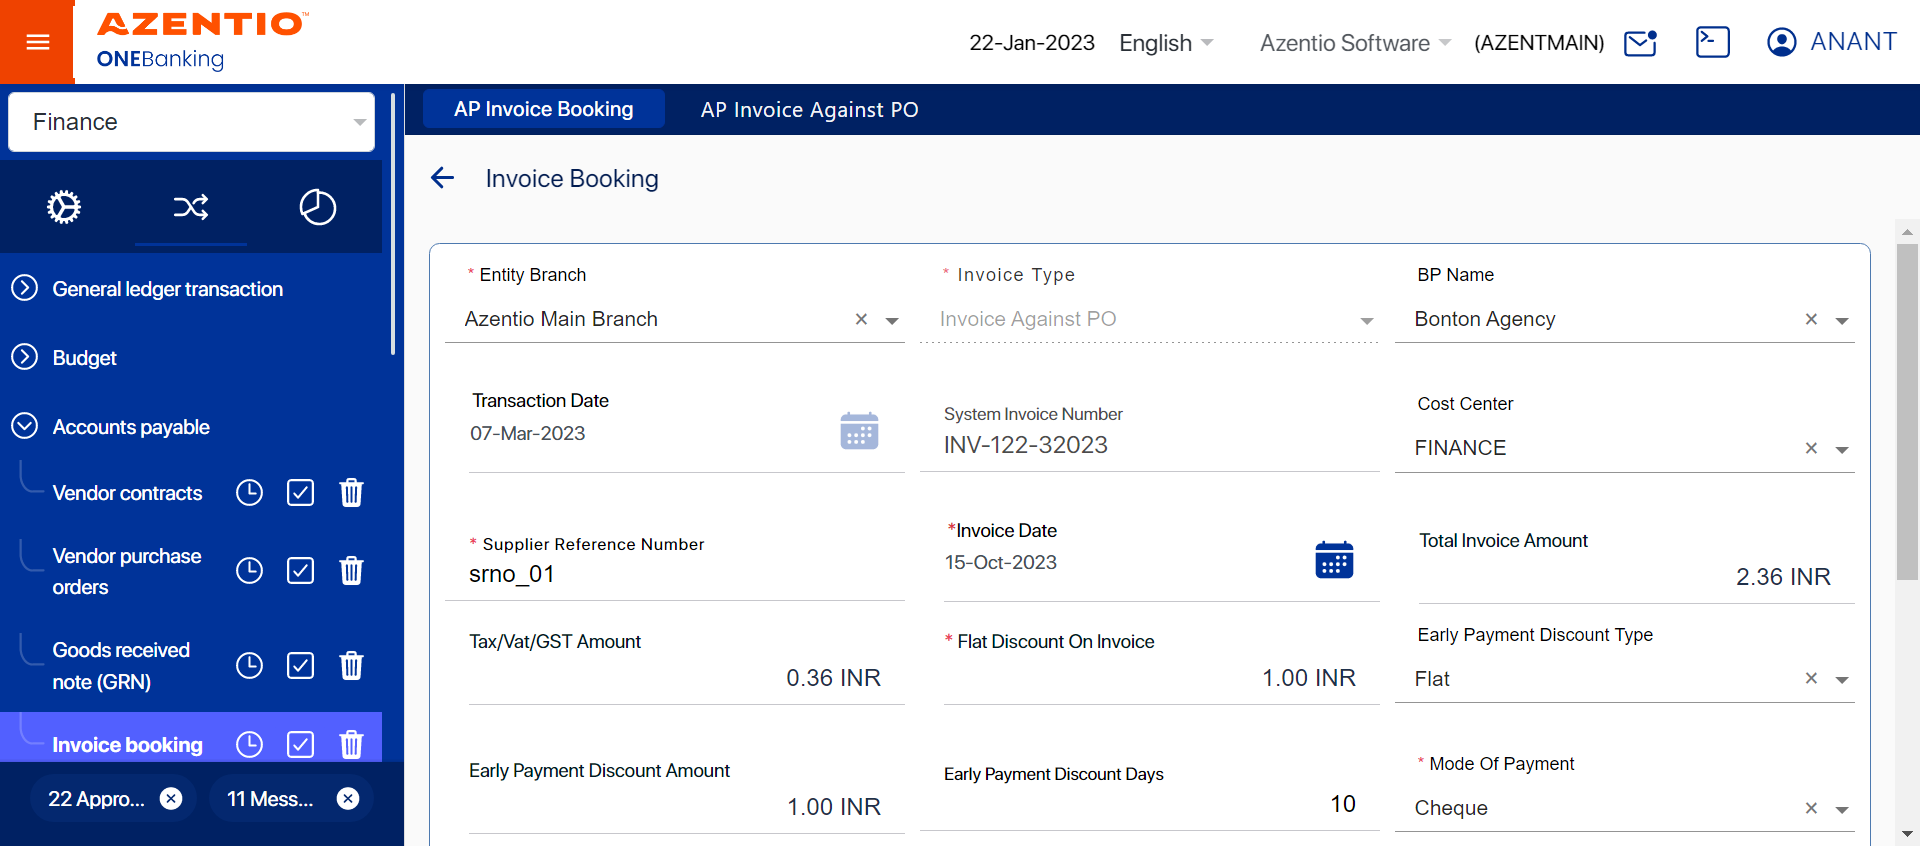 AZENTIO™
ONEBanking
22-Jan-2023
English
Azentio Software
(AZENTMAIN)
ANANT
Finance
AP Invoice Booking
AP Invoice Against PO
Invoice Booking
General ledger transaction
Budget
Accounts payable
Vendor contracts
Vendor purchase
orders
Goods received
note (GRN)
Invoice booking
22 Appro...
11 Mess...
* Entity Branch
Azentio Main Branch
* Invoice Type
Invoice Against PO
BP Name
Bonton Agency
Transaction Date
07-Mar-2023
System Invoice Number
INV-122-32023
Cost Center
FINANCE
* Supplier Reference Number
srno_01
*Invoice Date
15-Oct-2023
Total Invoice Amount
2.36 INR
Tax/Vat/GST Amount
0.36 INR
* Flat Discount On Invoice
1.00 INR
Early Payment Discount Type
Flat
Early Payment Discount Amount
1.00 INR
Early Payment Discount Days
10
* Mode Of Payment
Cheque